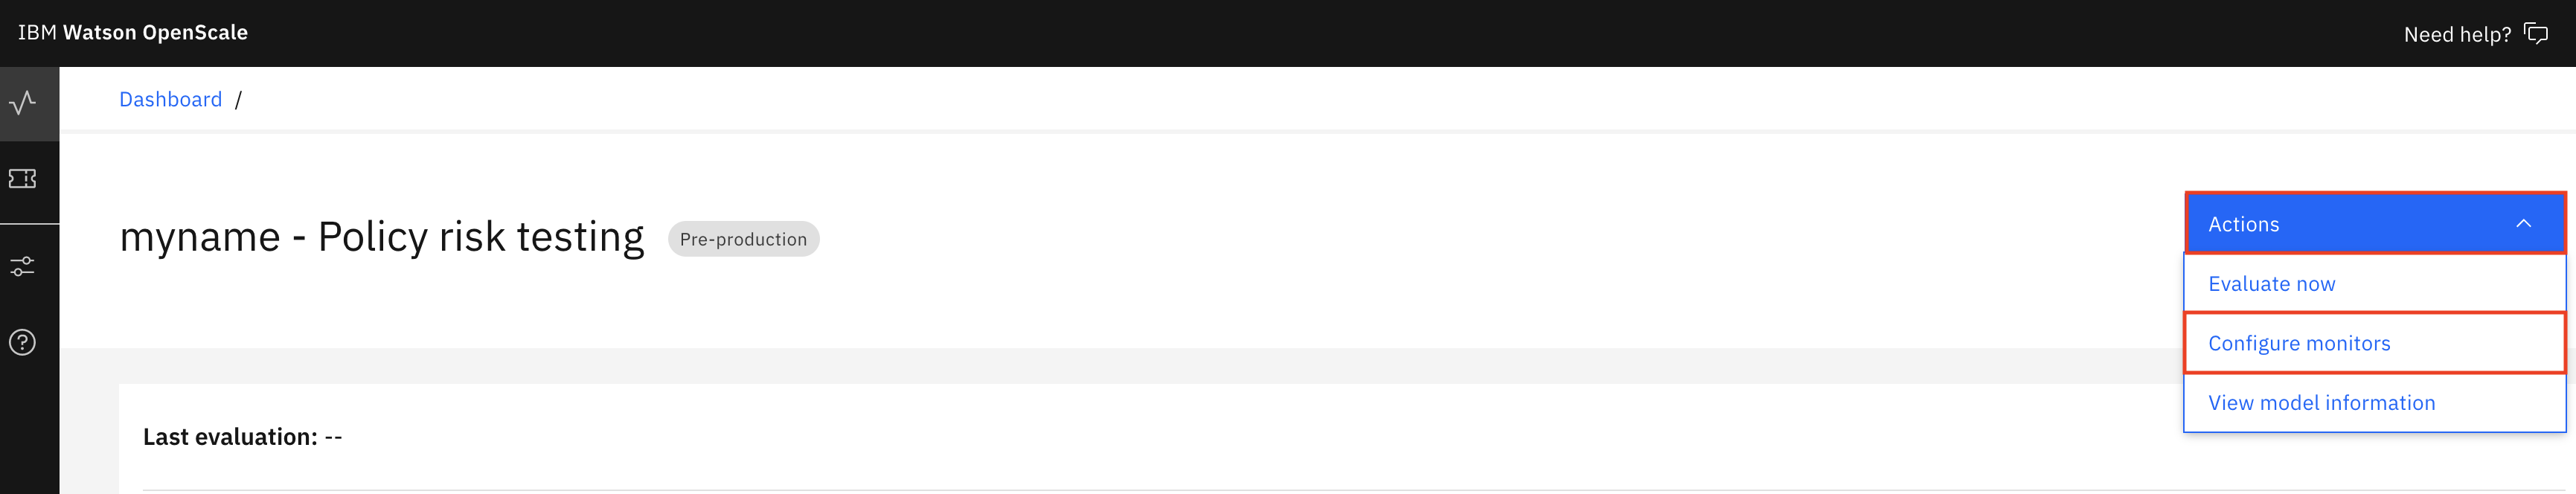 IBM Watson OpenScale
Need help?
Dashboard /
myname - Policy risk testing
Pre-production
Actions
Evaluate now
Configure monitors
View model information
Last evaluation: --